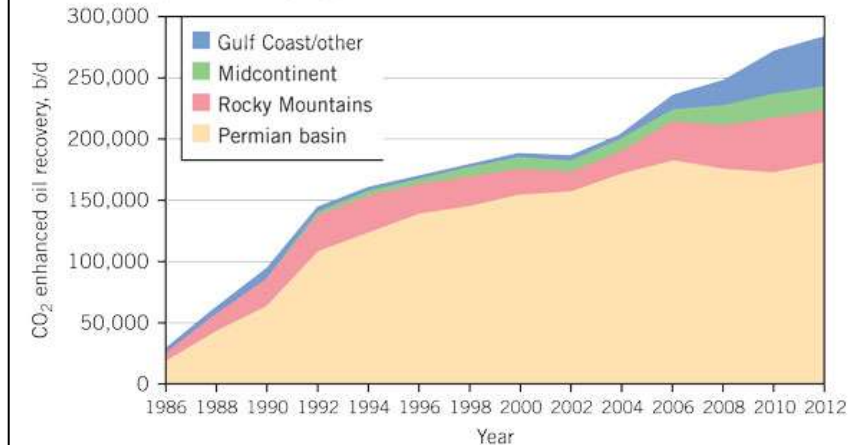 300,000
250,000
200,000
150,000
100,000
50,000
0
CO₂ enhanced oil recovery, b/d
Gulf Coast/other
Midcontinent
Rocky Mountains
Permian basin
1986 1988 1990 1992 1994 1996 1998 2000 2002 2004 2006 2008 2010 2012
Year